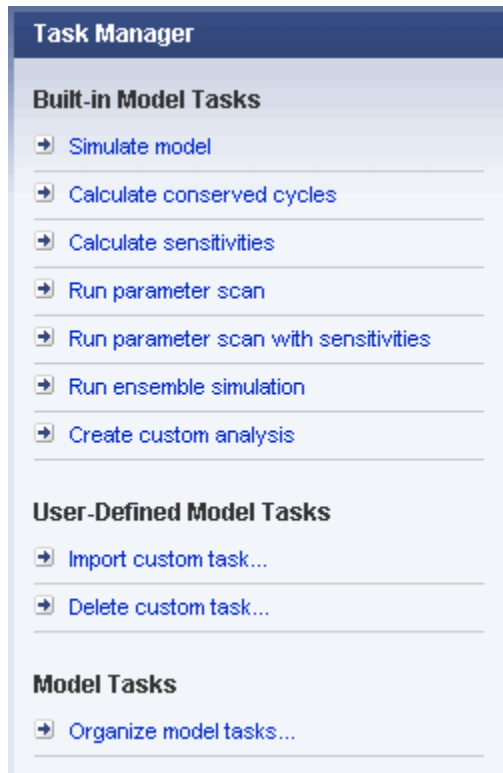 Task Manager
Built-in Model Tasks
Simulate model
Calculate conserved cycles
Calculate sensitivities
Run parameter scan
Run parameter scan with sensitivities
Run ensemble simulation
Create custom analysis
User-Defined Model Tasks
Import custom task...
Delete custom task...
Model Tasks
Organize model tasks...